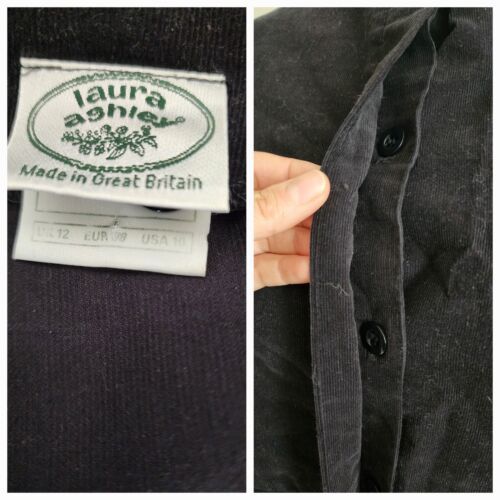 laura
ashley
Made in Great Britain
UK 12 EUR 38 USA 10